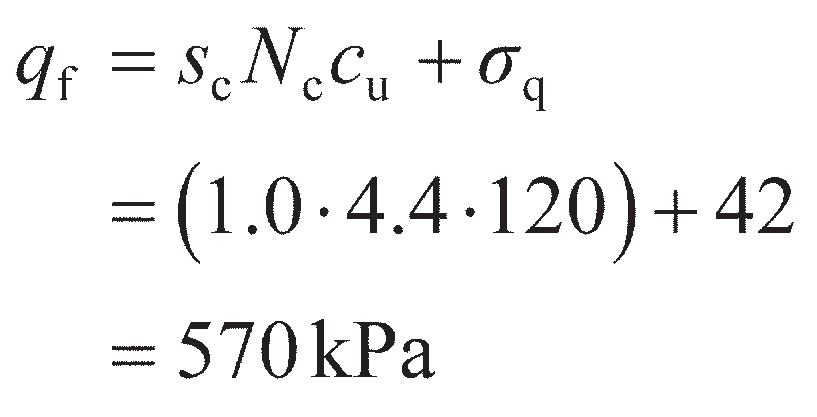 q_f = s_c N_c c_u + σ_q
= (1.0 · 4.4 · 120) + 42
= 570 kPa